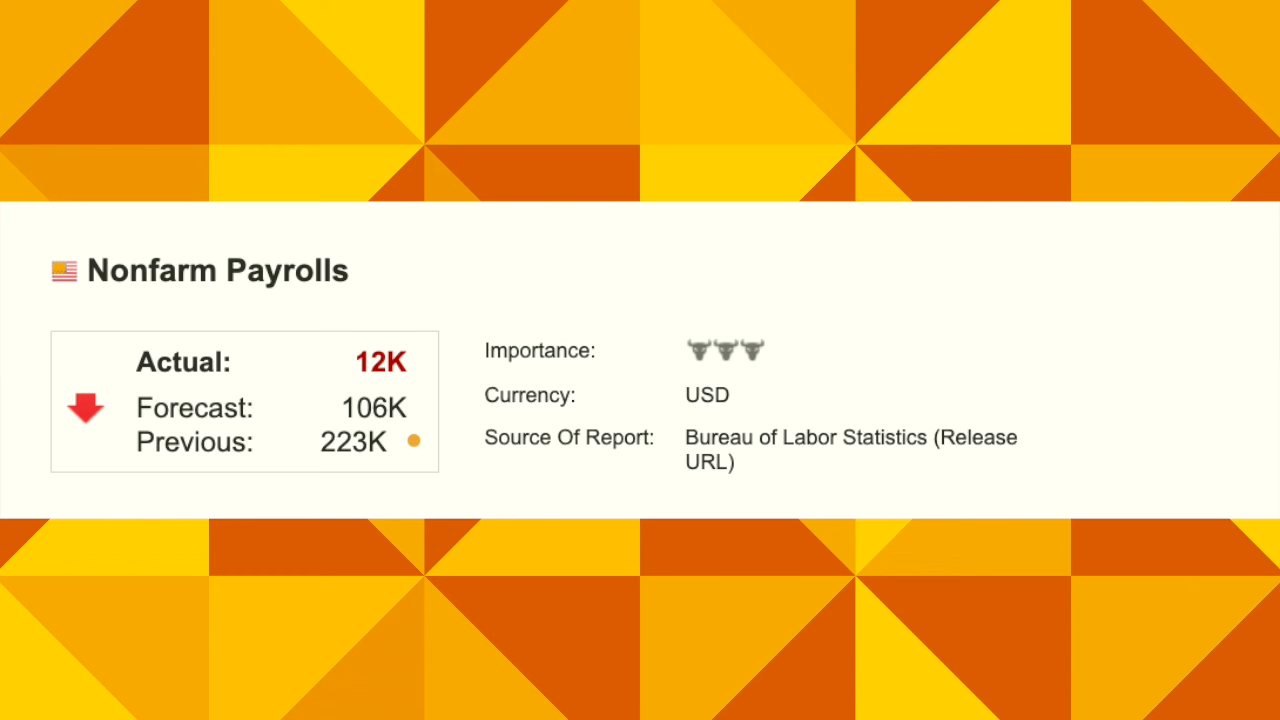 Nonfarm Payrolls
Actual: 12K
Forecast: 106K
Previous: 223K
Importance:
Currency: USD
Source Of Report: Bureau of Labor Statistics (Release
URL)